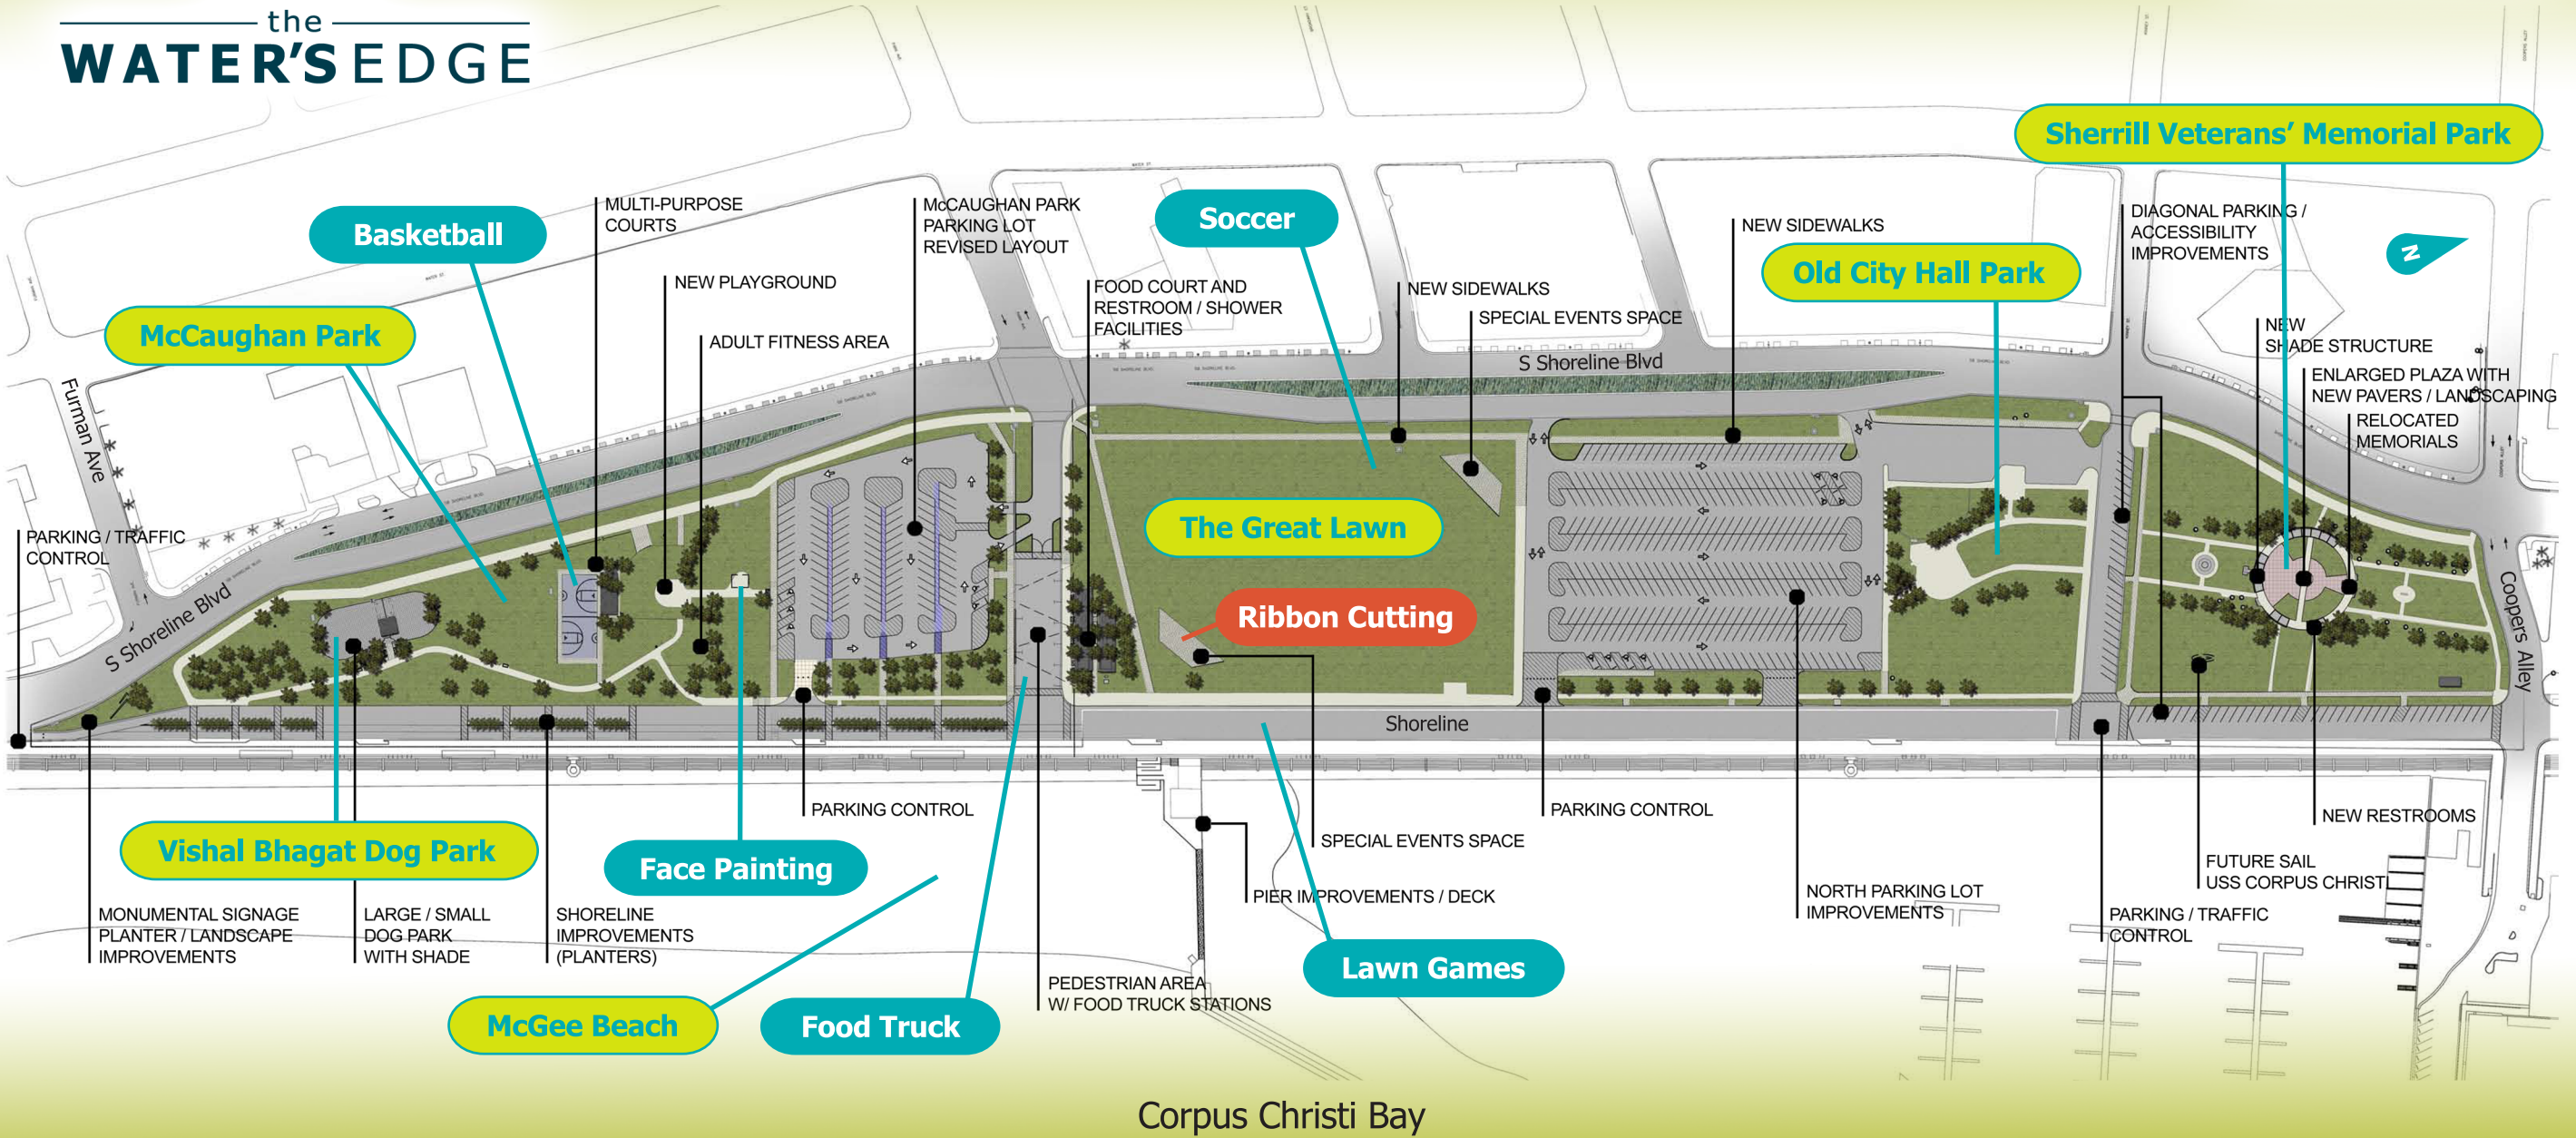 the
WATER'S EDGE
Sherrill Veterans' Memorial Park
Basketball
MULTI-PURPOSE
COURTS
McCAUGHAN PARK
PARKING LOT
REVISED LAYOUT
Soccer
NEW SIDEWALKS
DIAGONAL PARKING /
ACCESSIBILITY
IMPROVEMENTS
N
NEW PLAYGROUND
FOOD COURT AND
RESTROOM / SHOWER
FACILITIES
NEW SIDEWALKS
Old City Hall Park
McCaughan Park
ADULT FITNESS AREA
SPECIAL EVENTS SPACE
NEW
SHADE STRUCTURE
S Shoreline Blvd
ENLARGED PLAZA WITH
NEW PAVERS / LANDSCAPING
RELOCATED
MEMORIALS
Furman Ave
PARKING / TRAFFIC
CONTROL
The Great Lawn
Ribbon Cutting
S Shoreline Blvd
Coopers Alley
Shoreline
PARKING CONTROL
PARKING CONTROL
NEW RESTROOMS
Vishal Bhagat Dog Park
Face Painting
SPECIAL EVENTS SPACE
FUTURE SAIL
USS CORPUS CHRISTI
PIER IMPROVEMENTS / DECK
NORTH PARKING LOT
IMPROVEMENTS
MONUMENTAL SIGNAGE
PLANTER / LANDSCAPE
IMPROVEMENTS
LARGE / SMALL
DOG PARK
WITH SHADE
SHORELINE
IMPROVEMENTS
(PLANTERS)
PARKING / TRAFFIC
CONTROL
Lawn Games
PEDESTRIAN AREA
W/ FOOD TRUCK STATIONS
McGee Beach
Food Truck
Corpus Christi Bay